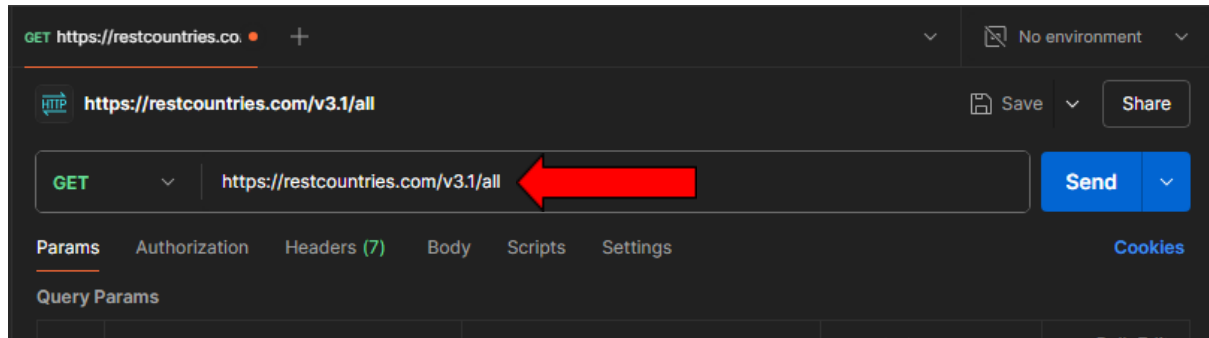 GET https://restcountries.co
No environment
HTTP https://restcountries.com/v3.1/all
Save
Share
GET
https://restcountries.com/v3.1/all
Send
Params Authorization Headers (7) Body Scripts Settings Cookies
Query Params